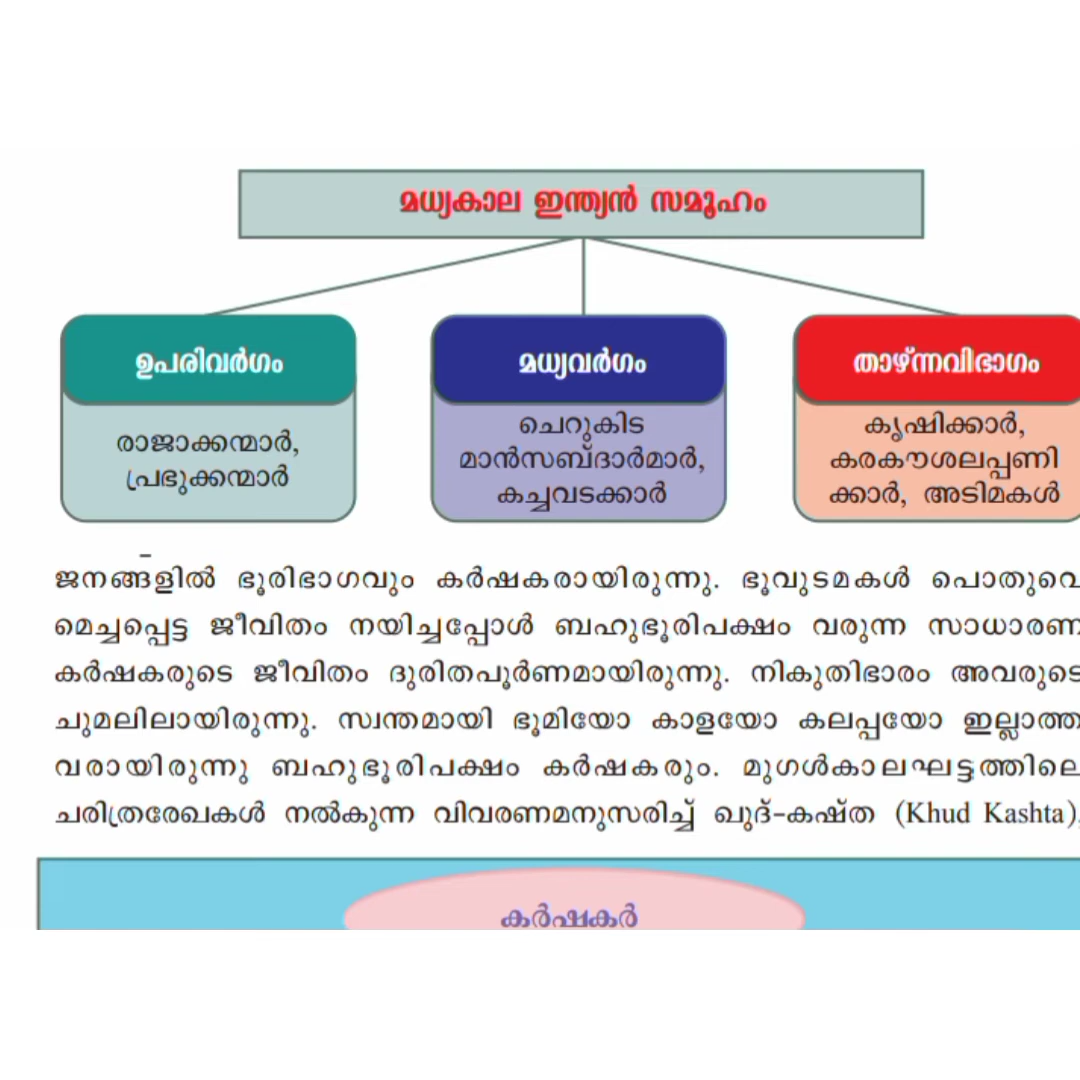 മധ്യകാല ഇന്ത്യൻ സമൂഹം
ഉപരിവർഗം
രാജാക്കന്മാർ,
പ്രഭുക്കന്മാർ
മധ്യവർഗം
ചെറുകിട
മാൻസബ്ദാർമാർ,
കച്ചവടക്കാർ
താഴ്ന്നവിഭാഗം
കൃഷിക്കാർ,
കരകൗശലപ്പണി
ക്കാർ, അടിമകൾ
ജനങ്ങളിൽ ഭൂരിഭാഗവും കർഷകരായിരുന്നു. ഭൂവുടമകൾ പൊതുവെ
മെച്ചപ്പെട്ട ജീവിതം നയിച്ചപ്പോൾ ബഹുഭൂരിപക്ഷം വരുന്ന സാധാരണ
കർഷകരുടെ ജീവിതം ദുരിതപൂർണമായിരുന്നു. നികുതിഭാരം അവരുടെ
ചുമലിലായിരുന്നു. സ്വന്തമായി ഭൂമിയോ കാളയോ കലപ്പയോ ഇല്ലാത്ത
വരായിരുന്നു ബഹുഭൂരിപക്ഷം കർഷകരും. മുഗൾകാലഘട്ടത്തിലെ
ചരിത്രരേഖകൾ നൽകുന്ന വിവരണമനുസരിച്ച് ഖുദ്-കഷ്ത (Khud Kashta),
കർഷകർ